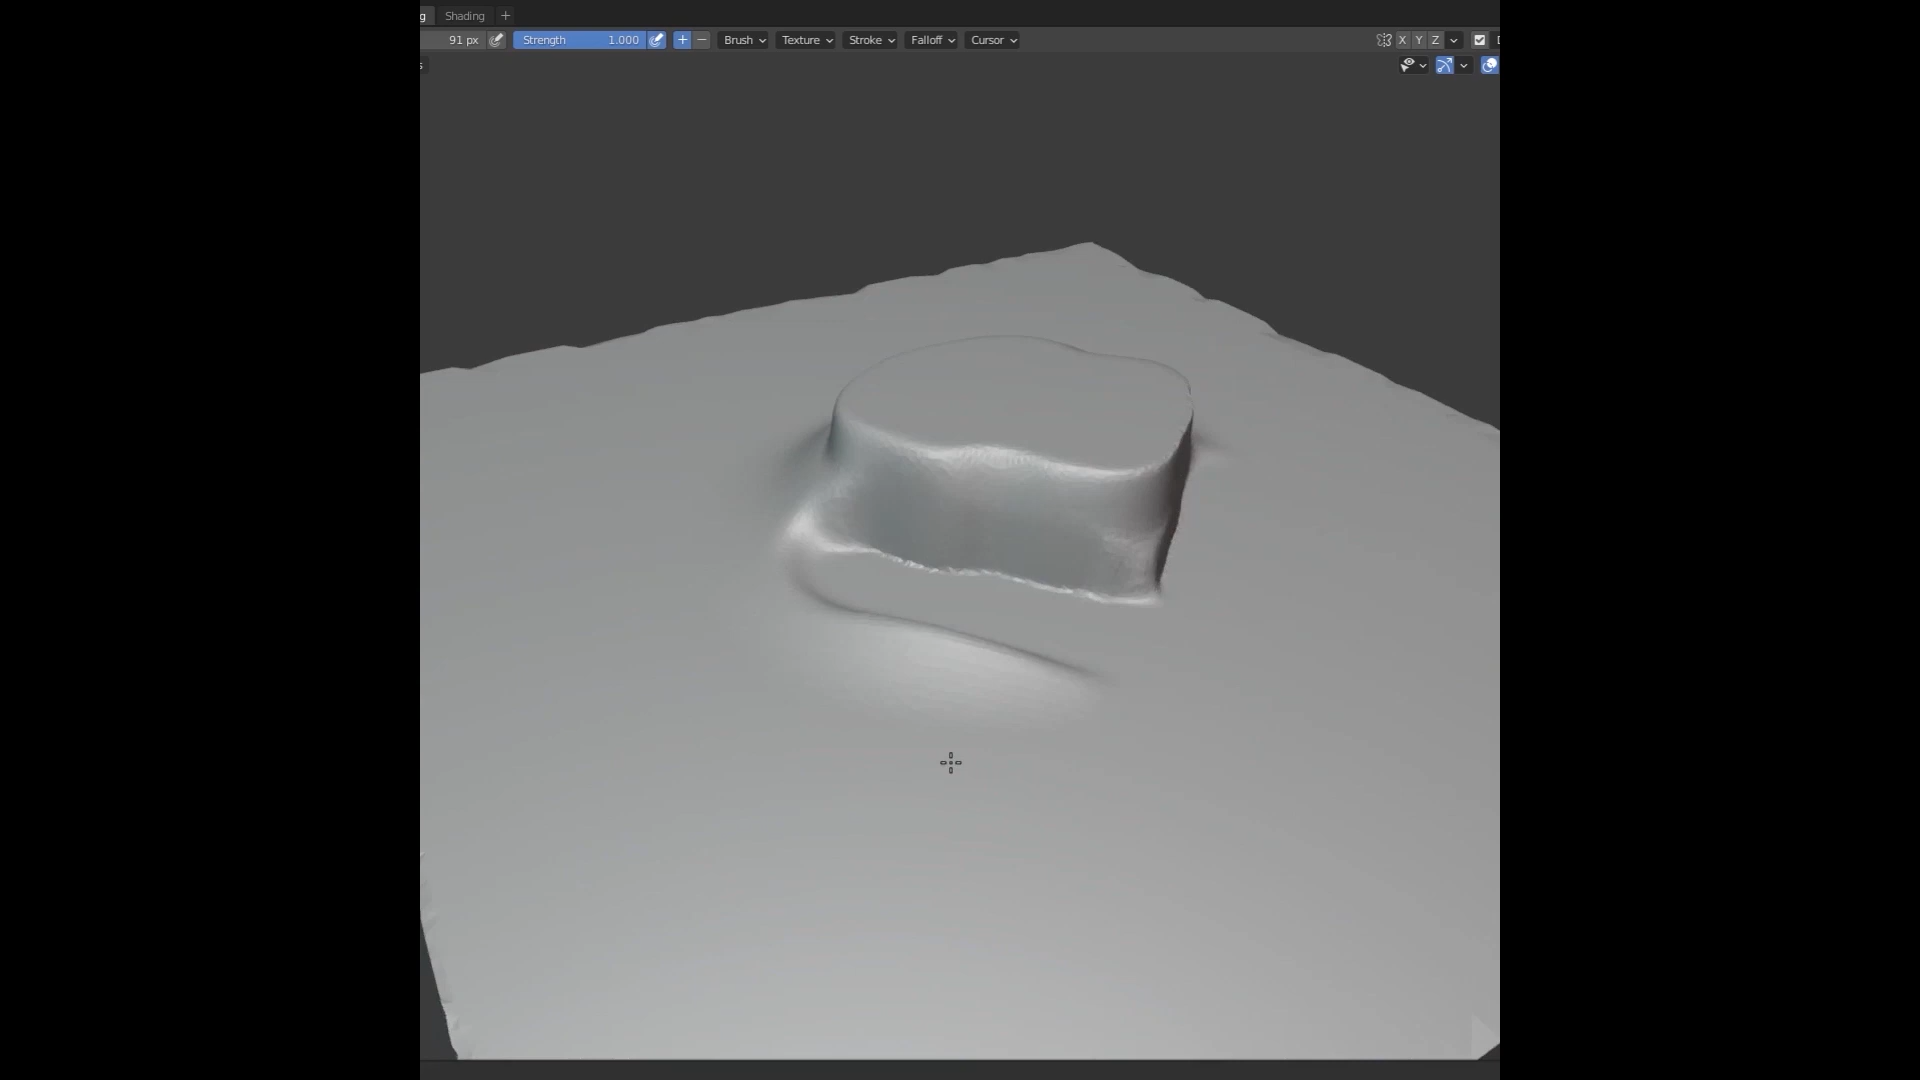 g Shading +
91 px Strength 1.000 + − Brush Texture Stroke Falloff Cursor X Y Z
s